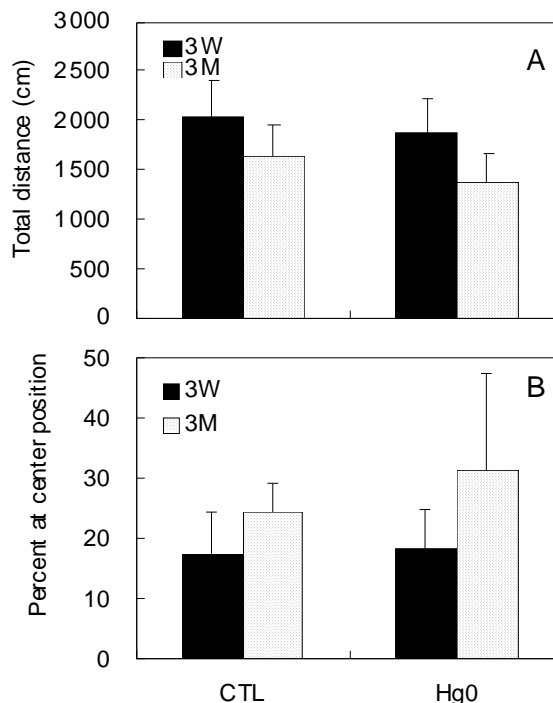 3000
2500
2000
1500
1000
500
0
Total distance (cm)
3W
3M
A
50
40
30
20
10
0
Percent at center position
3W
3M
B
CTL
Hg0